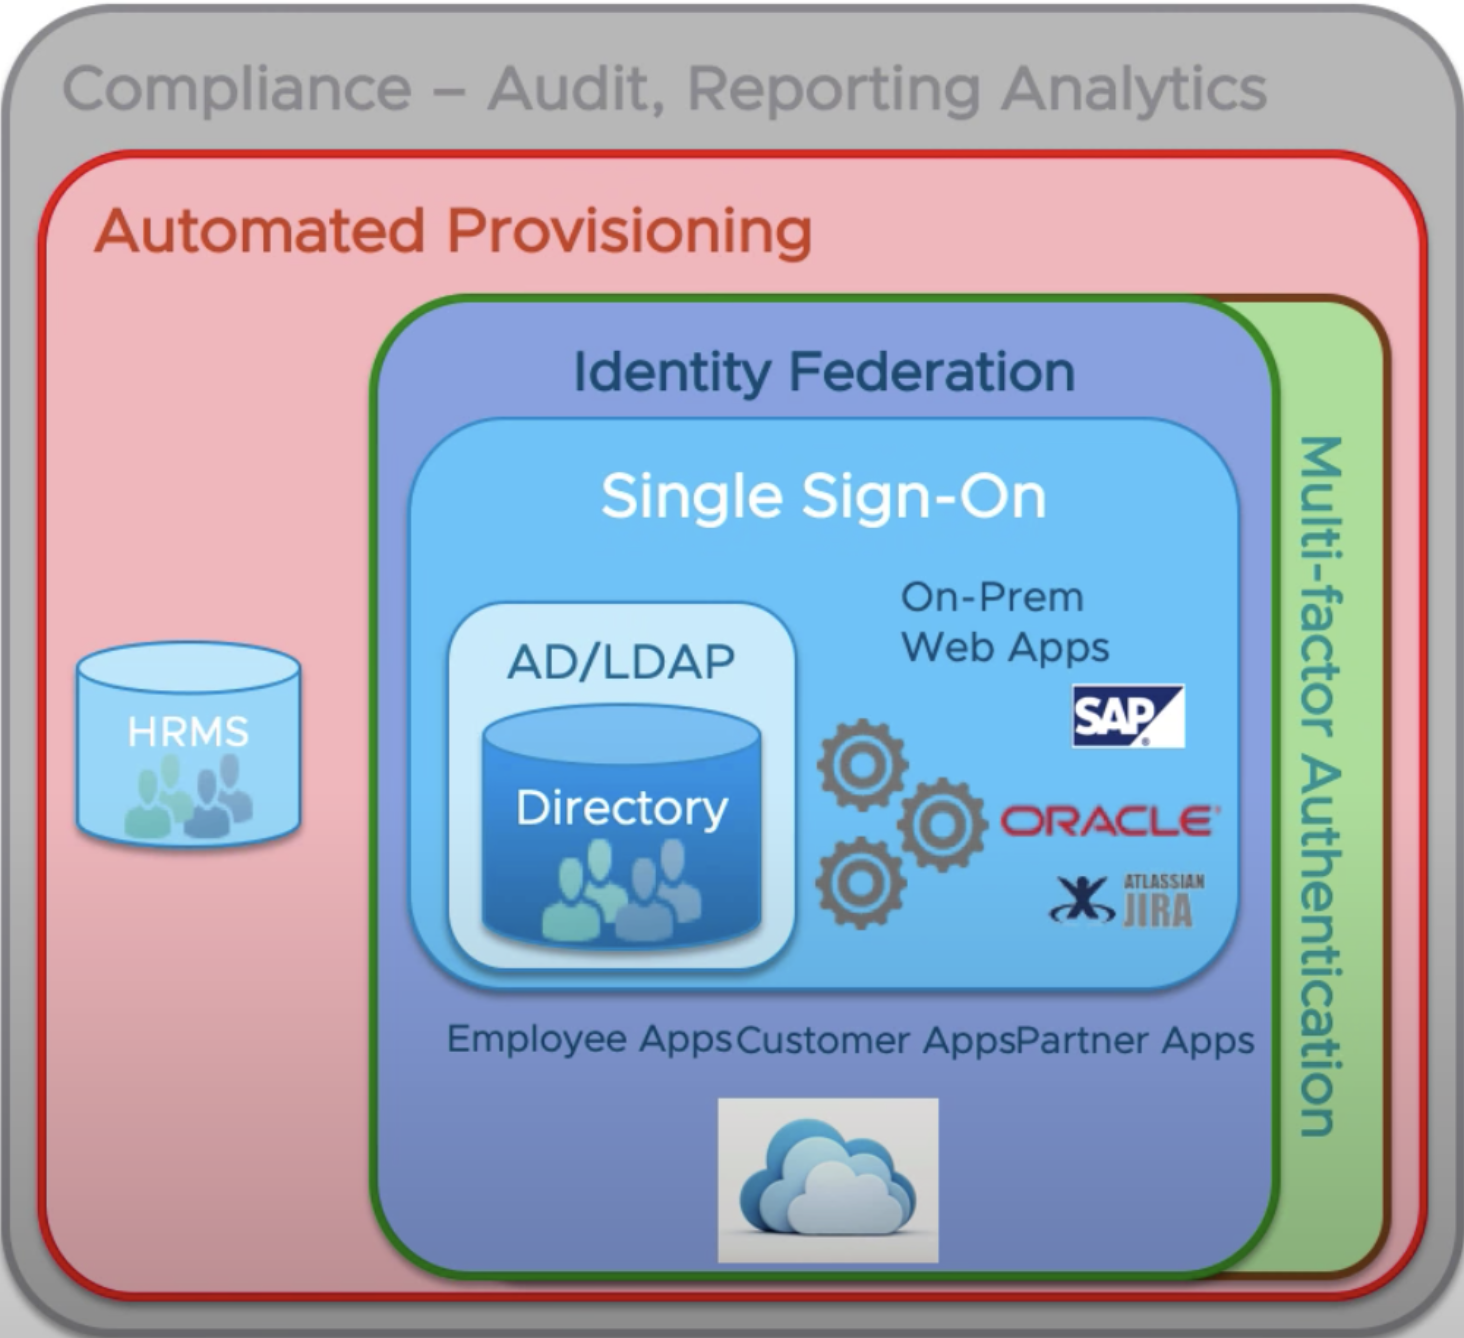 Compliance – Audit, Reporting Analytics
Automated Provisioning
Identity Federation
Single Sign-On
On-Prem
Web Apps
AD/LDAP
SAP®
HRMS
Directory
ORACLE®
ATLASSIAN
JIRA
Multi-factor Authentication
Employee Apps
Customer Apps
Partner Apps